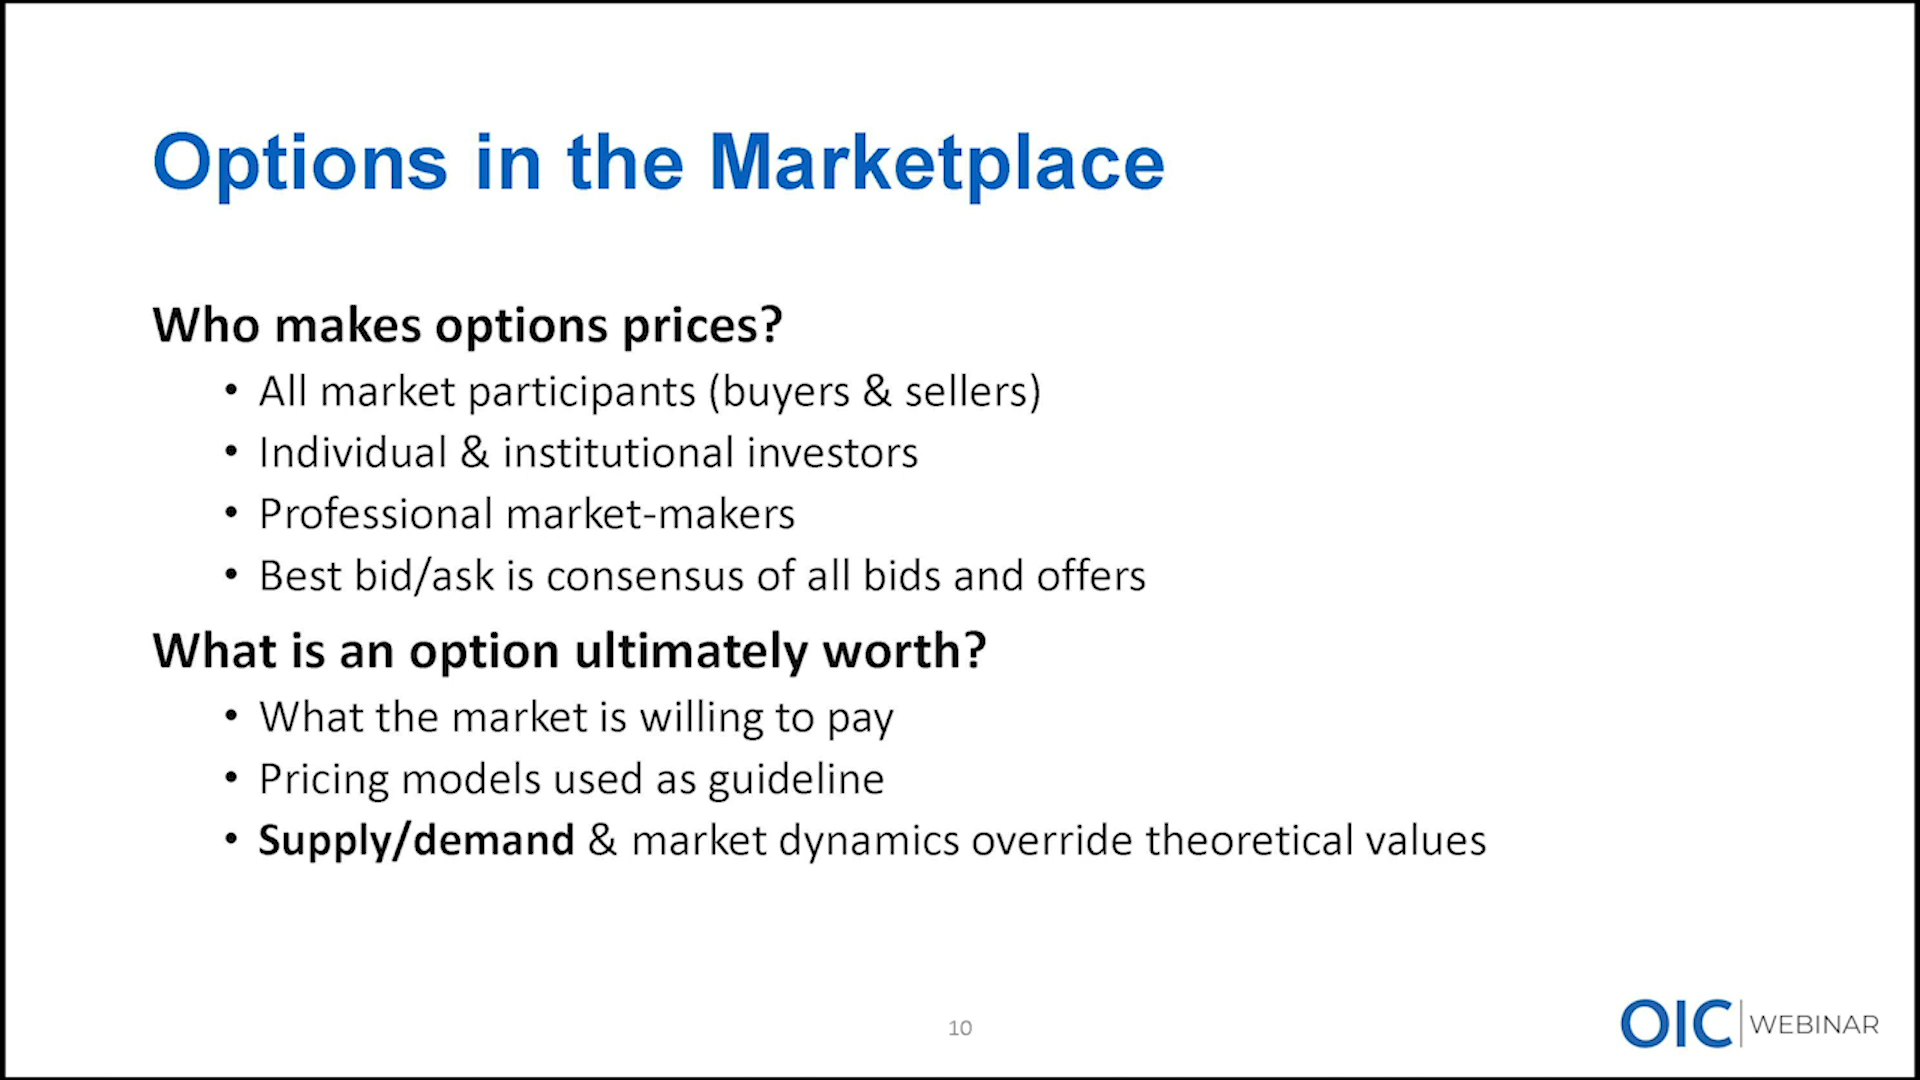 Options in the Marketplace
Who makes options prices?
• All market participants (buyers & sellers)
• Individual & institutional investors
• Professional market-makers
• Best bid/ask is consensus of all bids and offers
What is an option ultimately worth?
• What the market is willing to pay
• Pricing models used as guideline
• Supply/demand & market dynamics override theoretical values
10
OIC WEBINAR